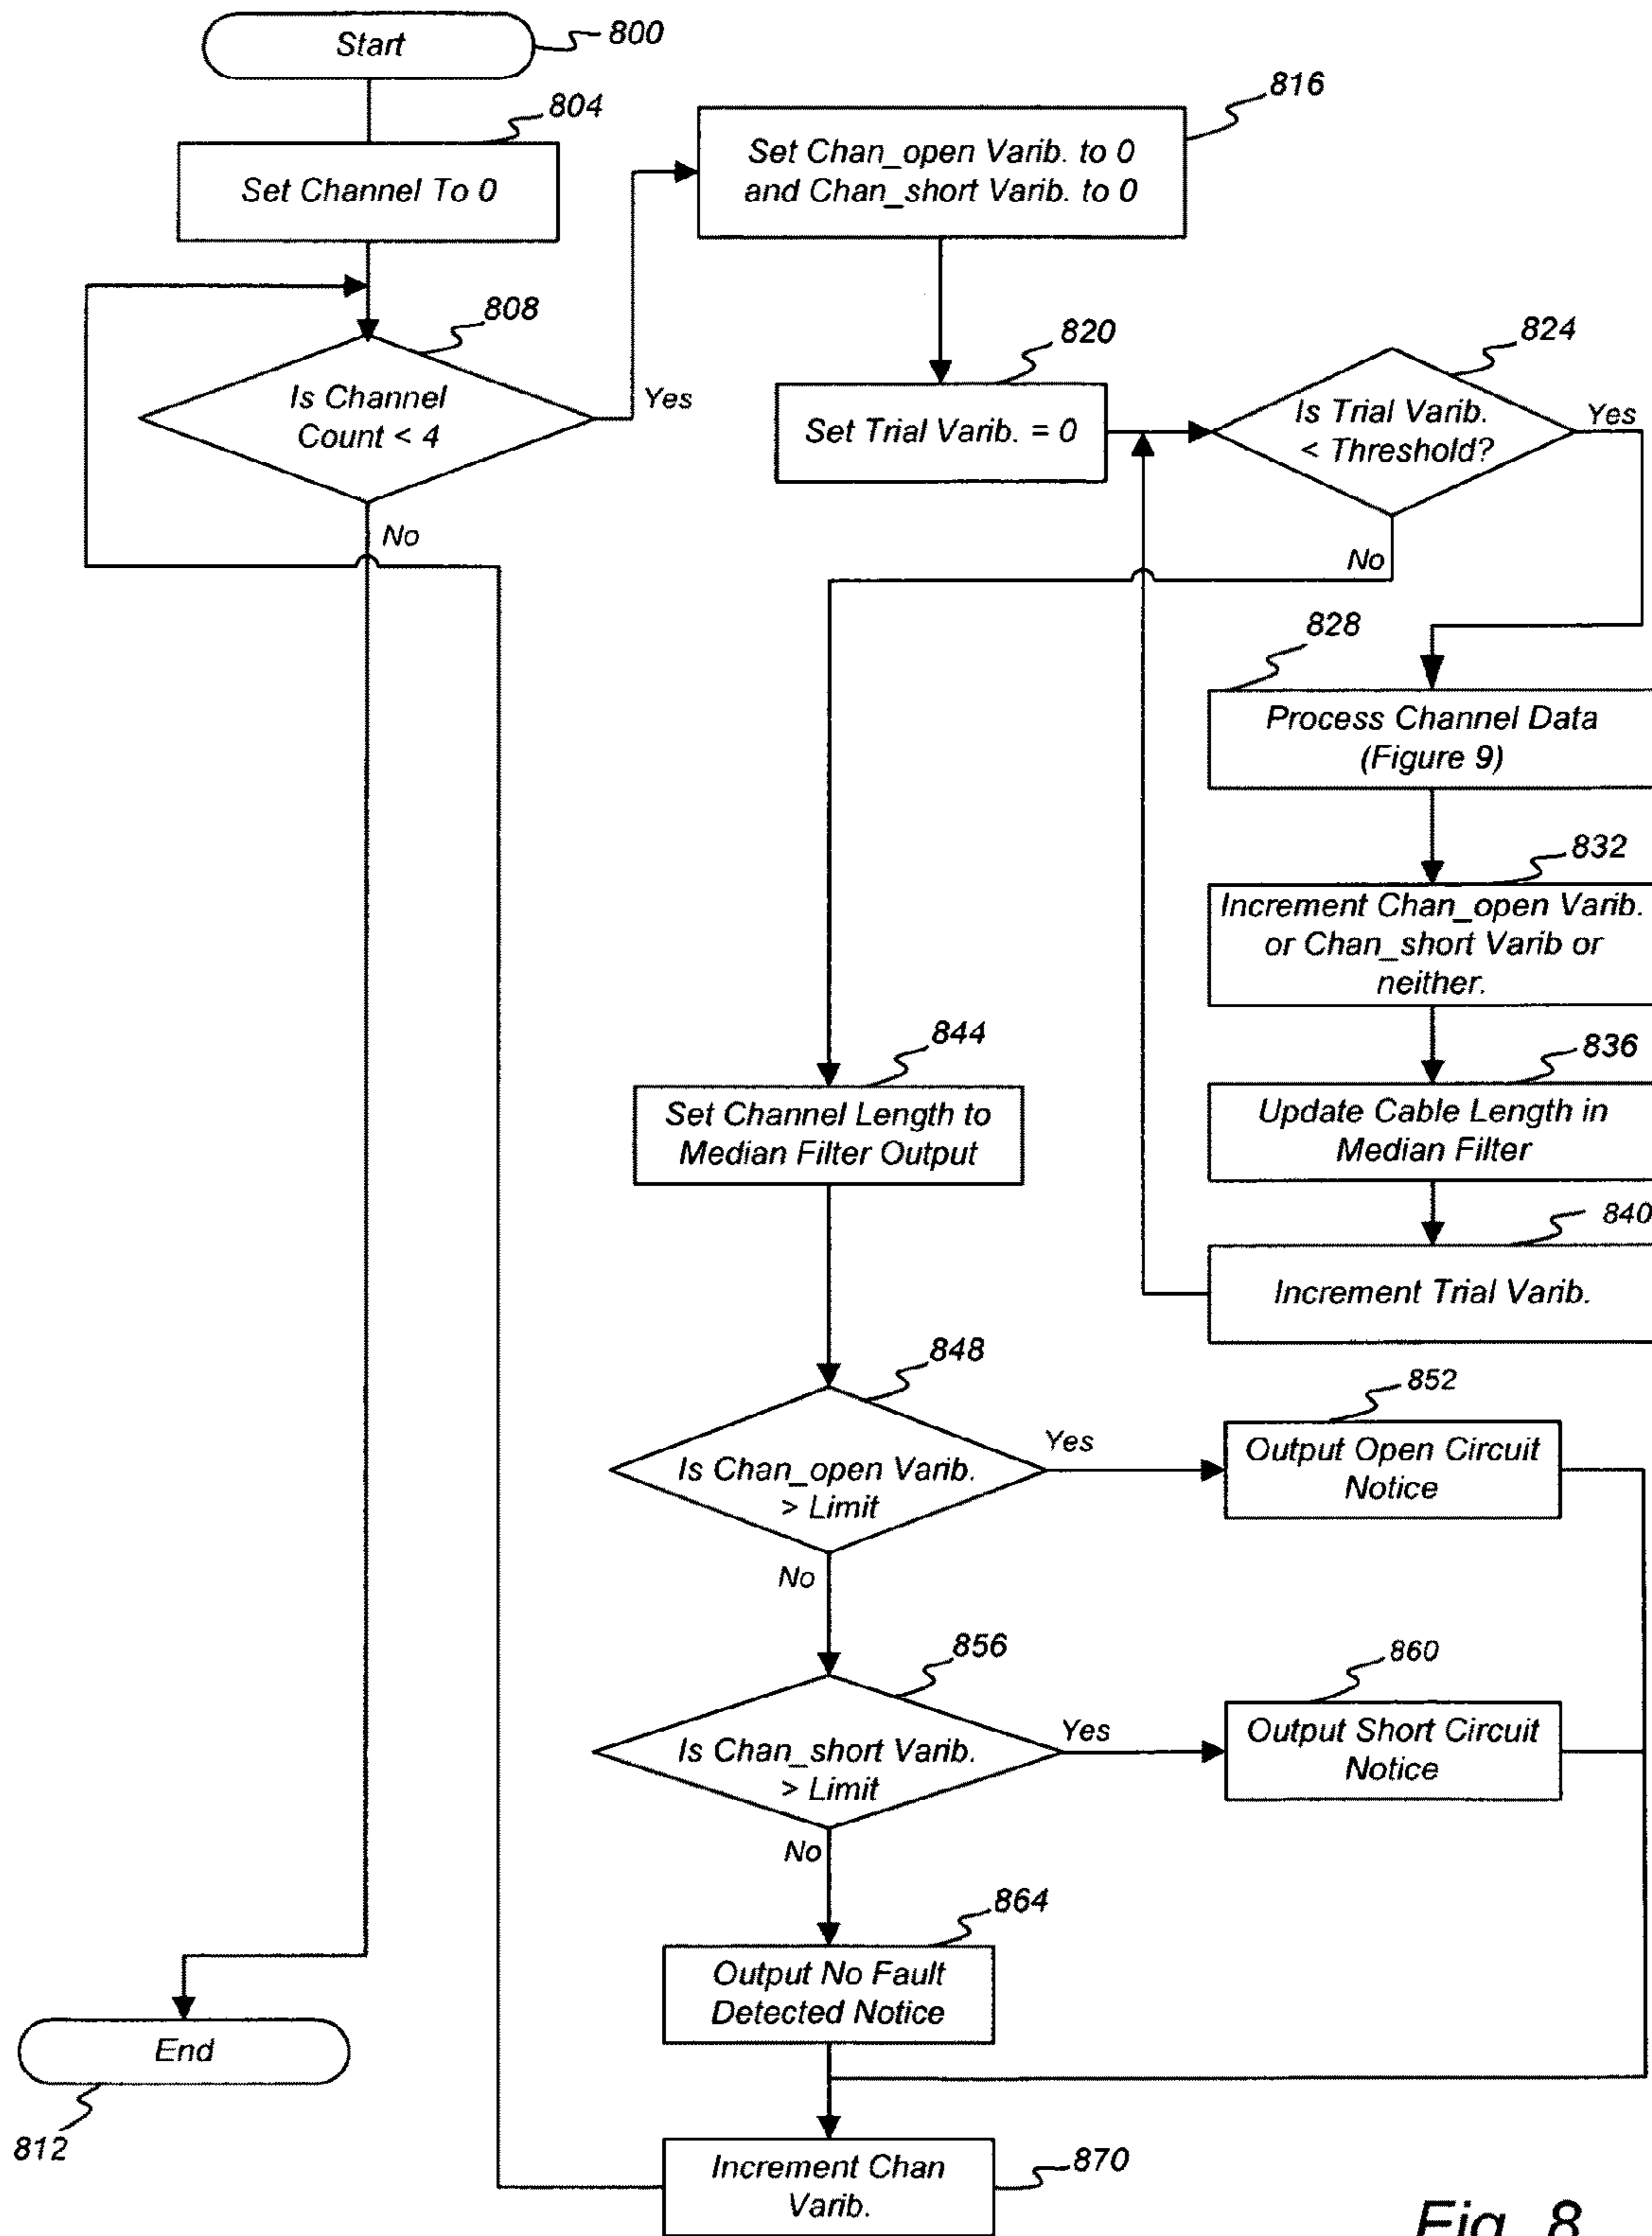 Start
800
804
Set Channel To 0
808
Is Channel
Count < 4
Yes
No
816
Set Chan_open Varib. to 0
and Chan_short Varib. to 0
820
Set Trial Varib. = 0
824
Is Trial Varib.
< Threshold?
Yes
No
828
Process Channel Data
(Figure 9)
832
Increment Chan_open Varib.
or Chan_short Varib or
neither.
836
Update Cable Length in
Median Filter
840
Increment Trial Varib.
844
Set Channel Length to
Median Filter Output
848
Is Chan_open Varib.
> Limit
Yes
No
852
Output Open Circuit
Notice
856
Is Chan_short Varib.
> Limit
Yes
No
860
Output Short Circuit
Notice
864
Output No Fault
Detected Notice
End
812
Increment Chan
Varib.
870
Fig. 8